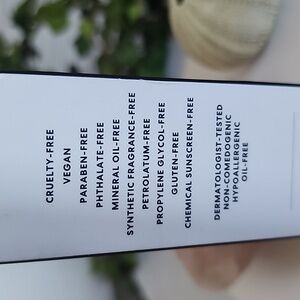 CRUELTY-FREE
VEGAN
PARABEN-FREE
PHTHALATE-FREE
MINERAL OIL-FREE
SYNTHETIC FRAGRANCE-FREE
PETROLATUM-FREE
PROPYLENE GLYCOL-FREE
GLUTEN-FREE
CHEMICAL SUNSCREEN-FREE
DERMATOLOGIST-TESTED
NON-COMEDOGENIC
HYPOALLERGENIC
OIL-FREE